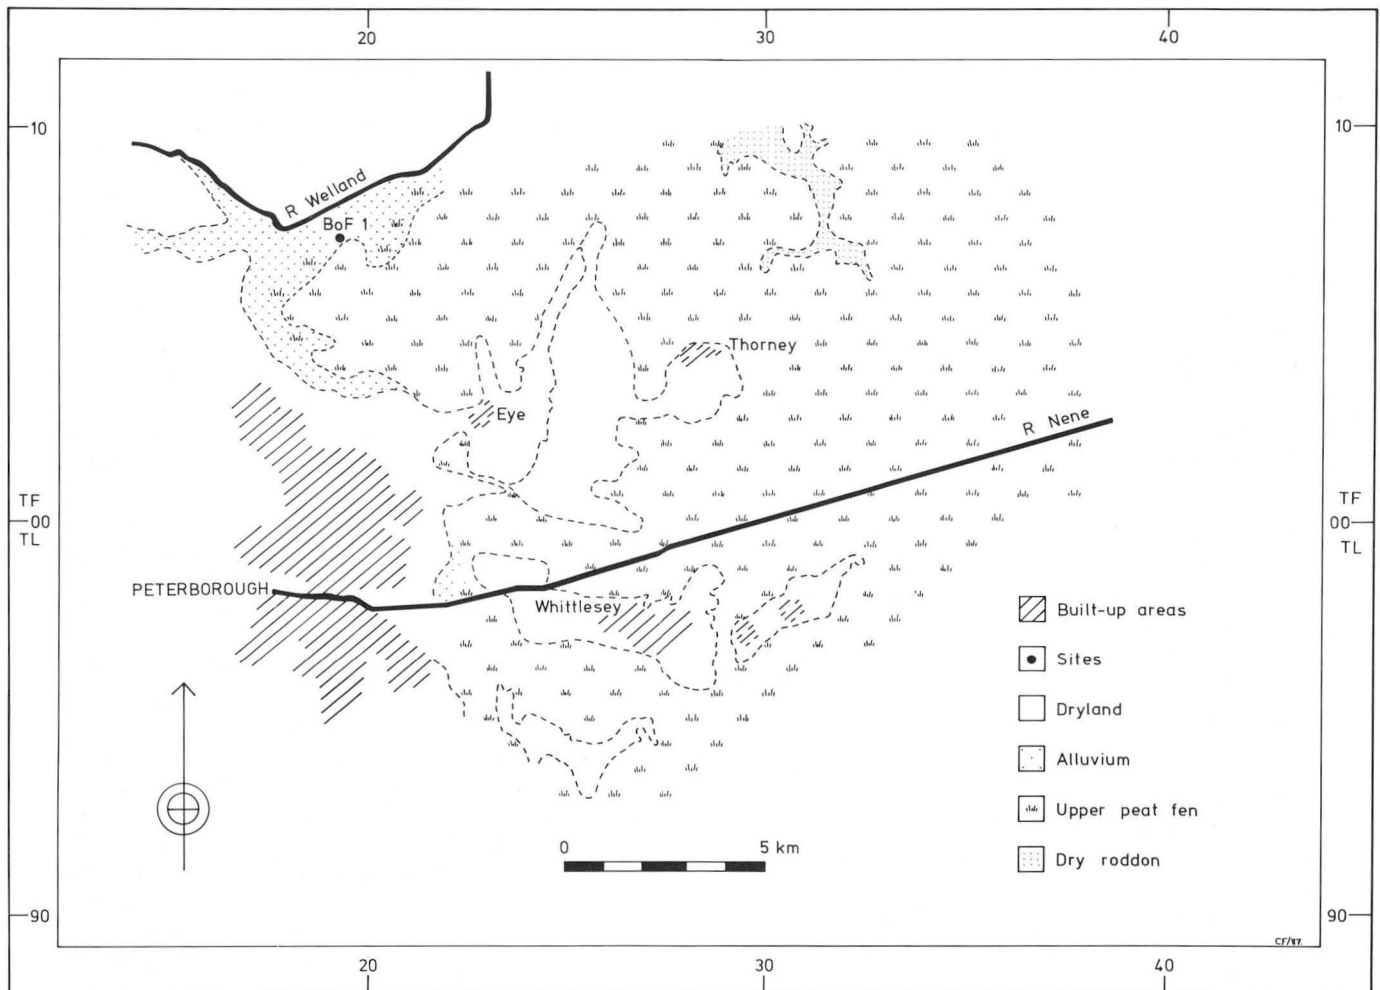 20 30 40
10 10
R Welland
BoF 1
Thorney
Eye
R Nene
TF TF
00 00
TL TL
PETERBOROUGH
Whittlesey
Built-up areas
Sites
Dryland
Alluvium
Upper peat fen
0 5 km
Dry roddon
90 90
CF/87.
20 30 40